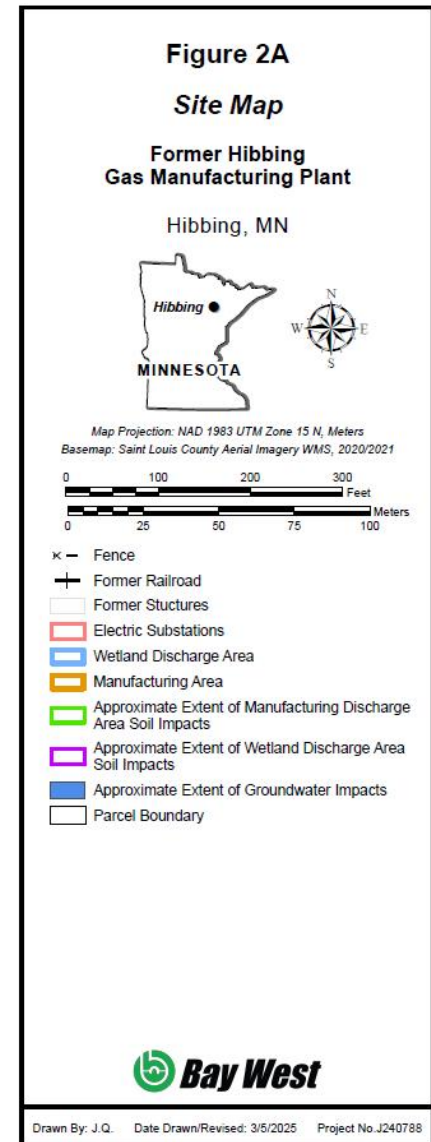 Figure 2A
Site Map
Former Hibbing
Gas Manufacturing Plant
Hibbing, MN
Hibbing
MINNESOTA
N
W E
S
Map Projection: NAD 1983 UTM Zone 15 N, Meters
Basemap: Saint Louis County Aerial Imagery WMS, 2020/2021
0 100 200 300
Feet
Meters
0 25 50 75 100
Fence
Former Railroad
Former Stuctures
Electric Substations
Wetland Discharge Area
Manufacturing Area
Approximate Extent of Manufacturing Discharge
Area Soil Impacts
Approximate Extent of Wetland Discharge Area
Soil Impacts
Approximate Extent of Groundwater Impacts
Parcel Boundary
Bay West
Drawn By: J.Q. Date Drawn/Revised: 3/5/2025 Project No.J240788